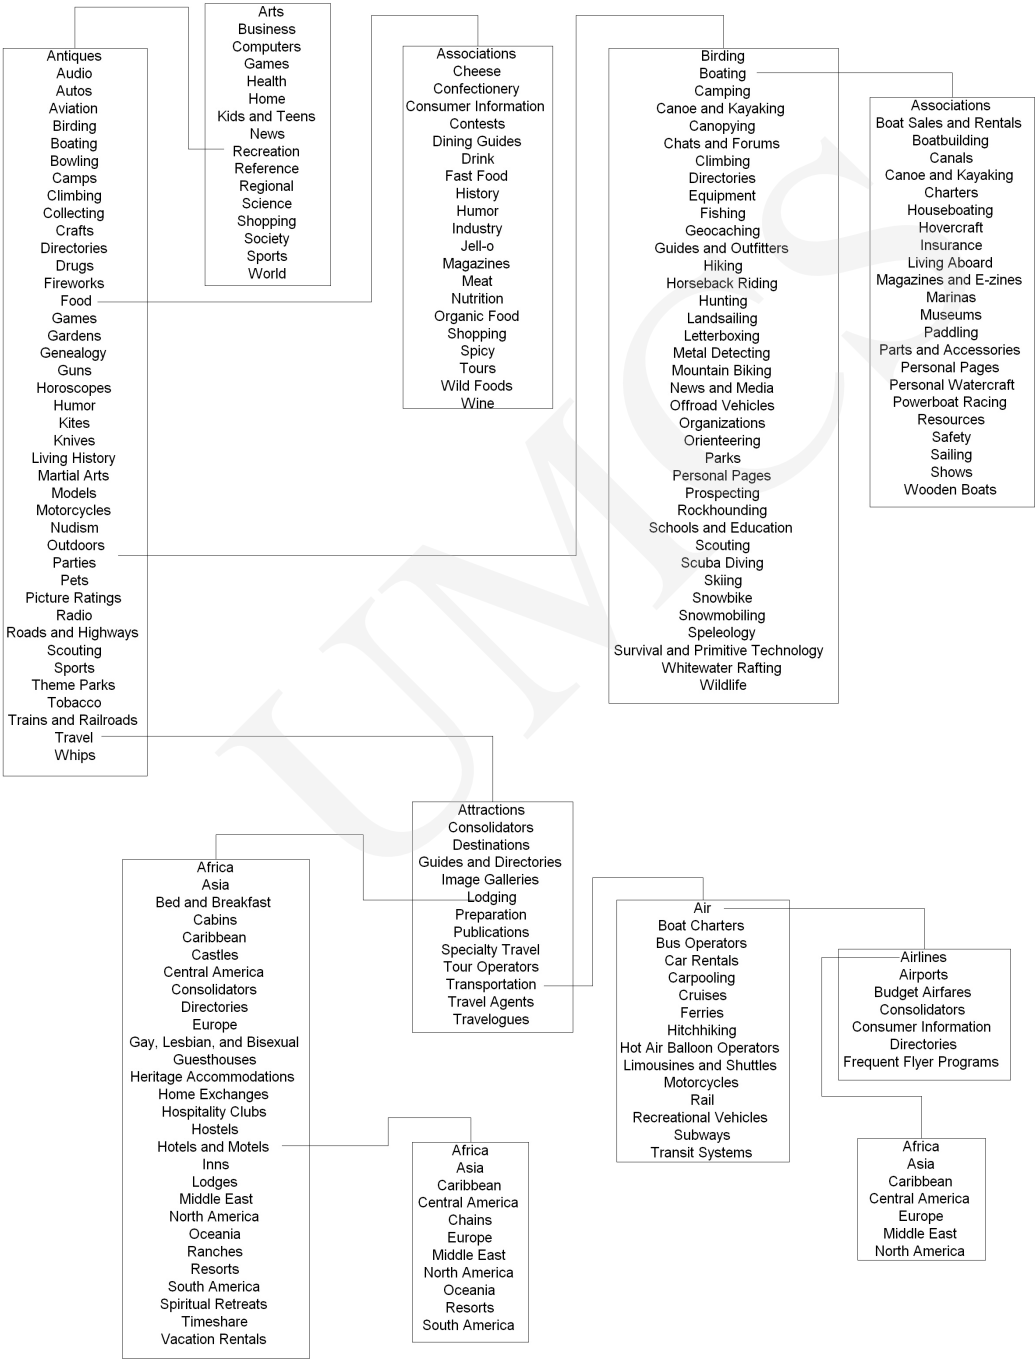 Arts
Business
Computers
Games
Health
Home
Kids and Teens
News
Recreation
Reference
Regional
Science
Shopping
Society
Sports
World
Antiques
Audio
Autos
Aviation
Birding
Boating
Bowling
Camps
Climbing
Collecting
Crafts
Directories
Drugs
Fireworks
Food
Games
Gardens
Genealogy
Guns
Horoscopes
Humor
Kites
Knives
Living History
Martial Arts
Models
Motorcycles
Nudism
Outdoors
Parties
Pets
Picture Ratings
Radio
Roads and Highways
Scouting
Sports
Theme Parks
Tobacco
Trains and Railroads
Travel
Whips
Associations
Cheese
Confectionery
Consumer Information
Contests
Dining Guides
Drink
Fast Food
History
Humor
Industry
Jell-o
Magazines
Meat
Nutrition
Organic Food
Shopping
Spicy
Tours
Wild Foods
Wine
Birding
Boating
Camping
Canoe and Kayaking
Canopying
Chats and Forums
Climbing
Directories
Equipment
Fishing
Geocaching
Guides and Outfitters
Hiking
Horseback Riding
Hunting
Landsailing
Letterboxing
Metal Detecting
Mountain Biking
News and Media
Offroad Vehicles
Organizations
Orienteering
Parks
Personal Pages
Prospecting
Rockhounding
Schools and Education
Scouting
Scuba Diving
Skiing
Snowbike
Snowmobiling
Speleology
Survival and Primitive Technology
Whitewater Rafting
Wildlife
Associations
Boat Sales and Rentals
Boatbuilding
Canals
Canoe and Kayaking
Charters
Houseboating
Hovercraft
Insurance
Living Aboard
Magazines and E-zines
Marinas
Museums
Paddling
Parts and Accessories
Personal Pages
Personal Watercraft
Powerboat Racing
Resources
Safety
Sailing
Shows
Wooden Boats
Attractions
Consolidators
Destinations
Guides and Directories
Image Galleries
Lodging
Preparation
Publications
Specialty Travel
Tour Operators
Transportation
Travel Agents
Travelogues
Africa
Asia
Bed and Breakfast
Cabins
Caribbean
Castles
Central America
Consolidators
Directories
Europe
Gay, Lesbian, and Bisexual
Guesthouses
Heritage Accommodations
Home Exchanges
Hospitality Clubs
Hostels
Hotels and Motels
Inns
Lodges
Middle East
North America
Oceania
Ranches
Resorts
South America
Spiritual Retreats
Timeshare
Vacation Rentals
Africa
Asia
Caribbean
Central America
Chains
Europe
Middle East
North America
Oceania
Resorts
South America
Air
Boat Charters
Bus Operators
Car Rentals
Carpooling
Cruises
Ferries
Hitchhiking
Hot Air Balloon Operators
Limousines and Shuttles
Motorcycles
Rail
Recreational Vehicles
Subways
Transit Systems
Airlines
Airports
Budget Airfares
Consolidators
Consumer Information
Directories
Frequent Flyer Programs
Africa
Asia
Caribbean
Central America
Europe
Middle East
North America
UMCS